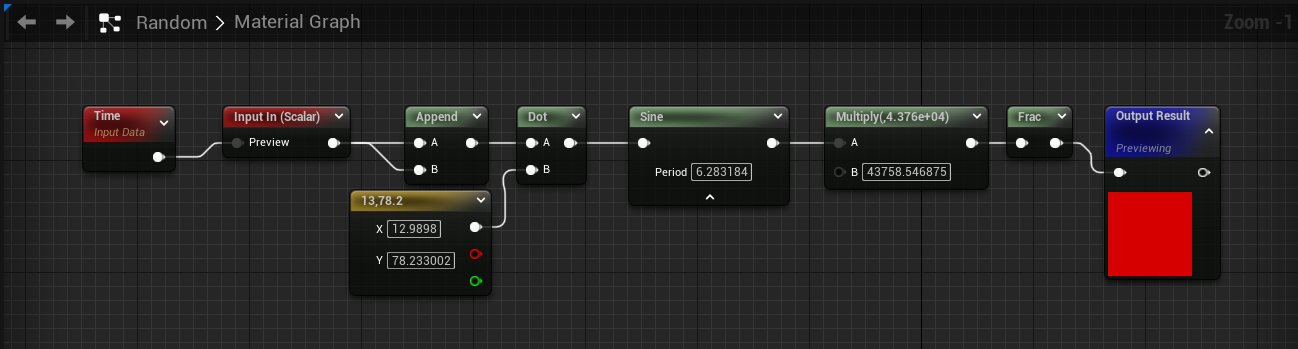 Random > Material Graph
Zoom -1
Time
Input Data
Input In (Scalar)
Preview
Append
A
B
Dot
A
B
13,78.2
X 12.9898
Y 78.233002
Sine
Period 6.283184
Multiply(,4.376e+04)
A
B 43758.546875
Frac
Output Result
Previewing